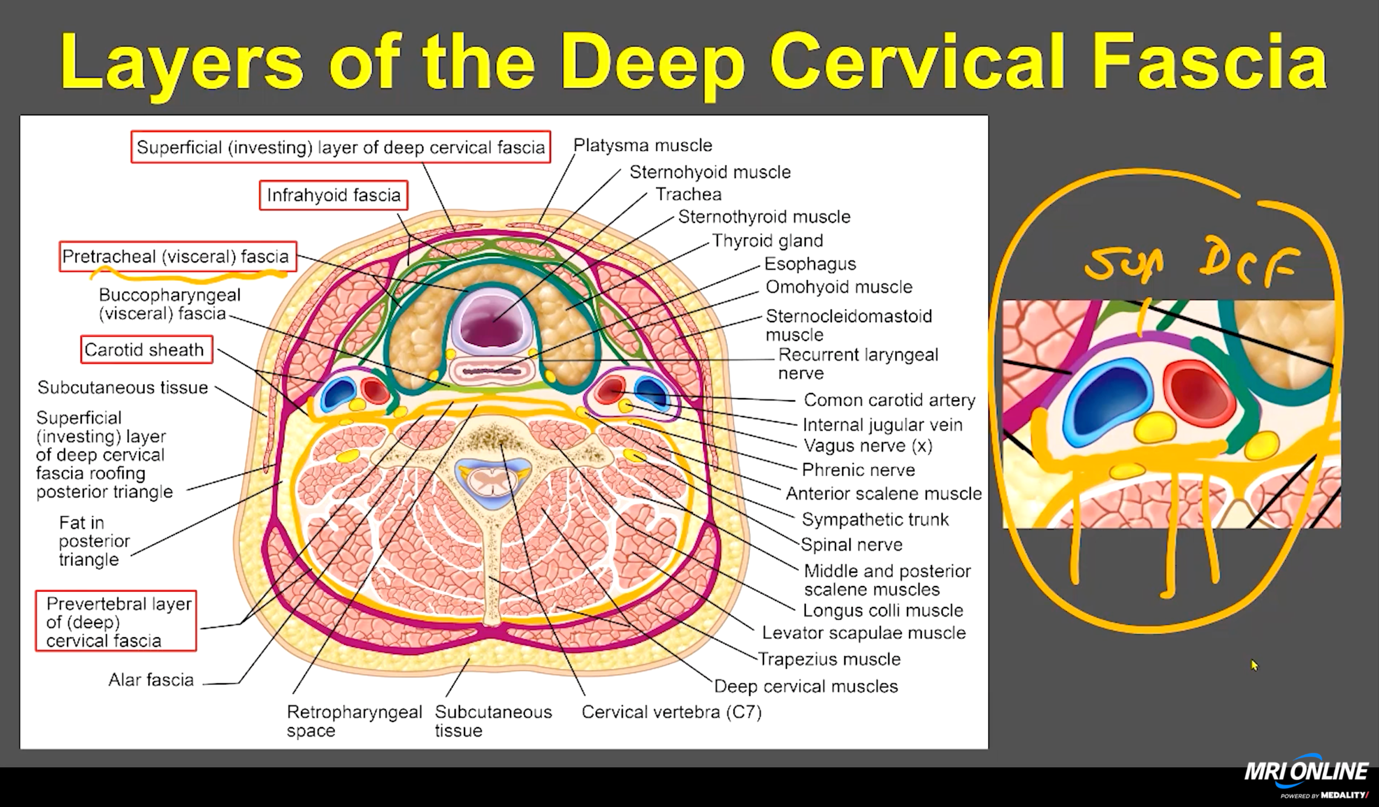 Layers of the Deep Cervical Fascia
Superficial (investing) layer of deep cervical fascia
Infrahyoid fascia
Pretracheal (visceral) fascia
Buccopharyngeal
(visceral) fascia
Carotid sheath
Subcutaneous tissue
Superficial
(investing) layer
of deep cervical
fascia roofing
posterior triangle
Fat in
posterior
triangle
Prevertebral layer
of (deep)
cervical fascia
Alar fascia
Retropharyngeal
space
Subcutaneous
tissue
Cervical vertebra (C7)
Platysma muscle
Sternohyoid muscle
Trachea
Sternothyroid muscle
Thyroid gland
Esophagus
Omohyoid muscle
Sternocleidomastoid
muscle
Recurrent laryngeal
nerve
Comon carotid artery
Internal jugular vein
Vagus nerve (x)
Phrenic nerve
Anterior scalene muscle
Sympathetic trunk
Spinal nerve
Middle and posterior
scalene muscles
Longus colli muscle
Levator scapulae muscle
Trapezius muscle
Deep cervical muscles
Sup DCF
MRI ONLINE
POWERED BY MEDALITY/